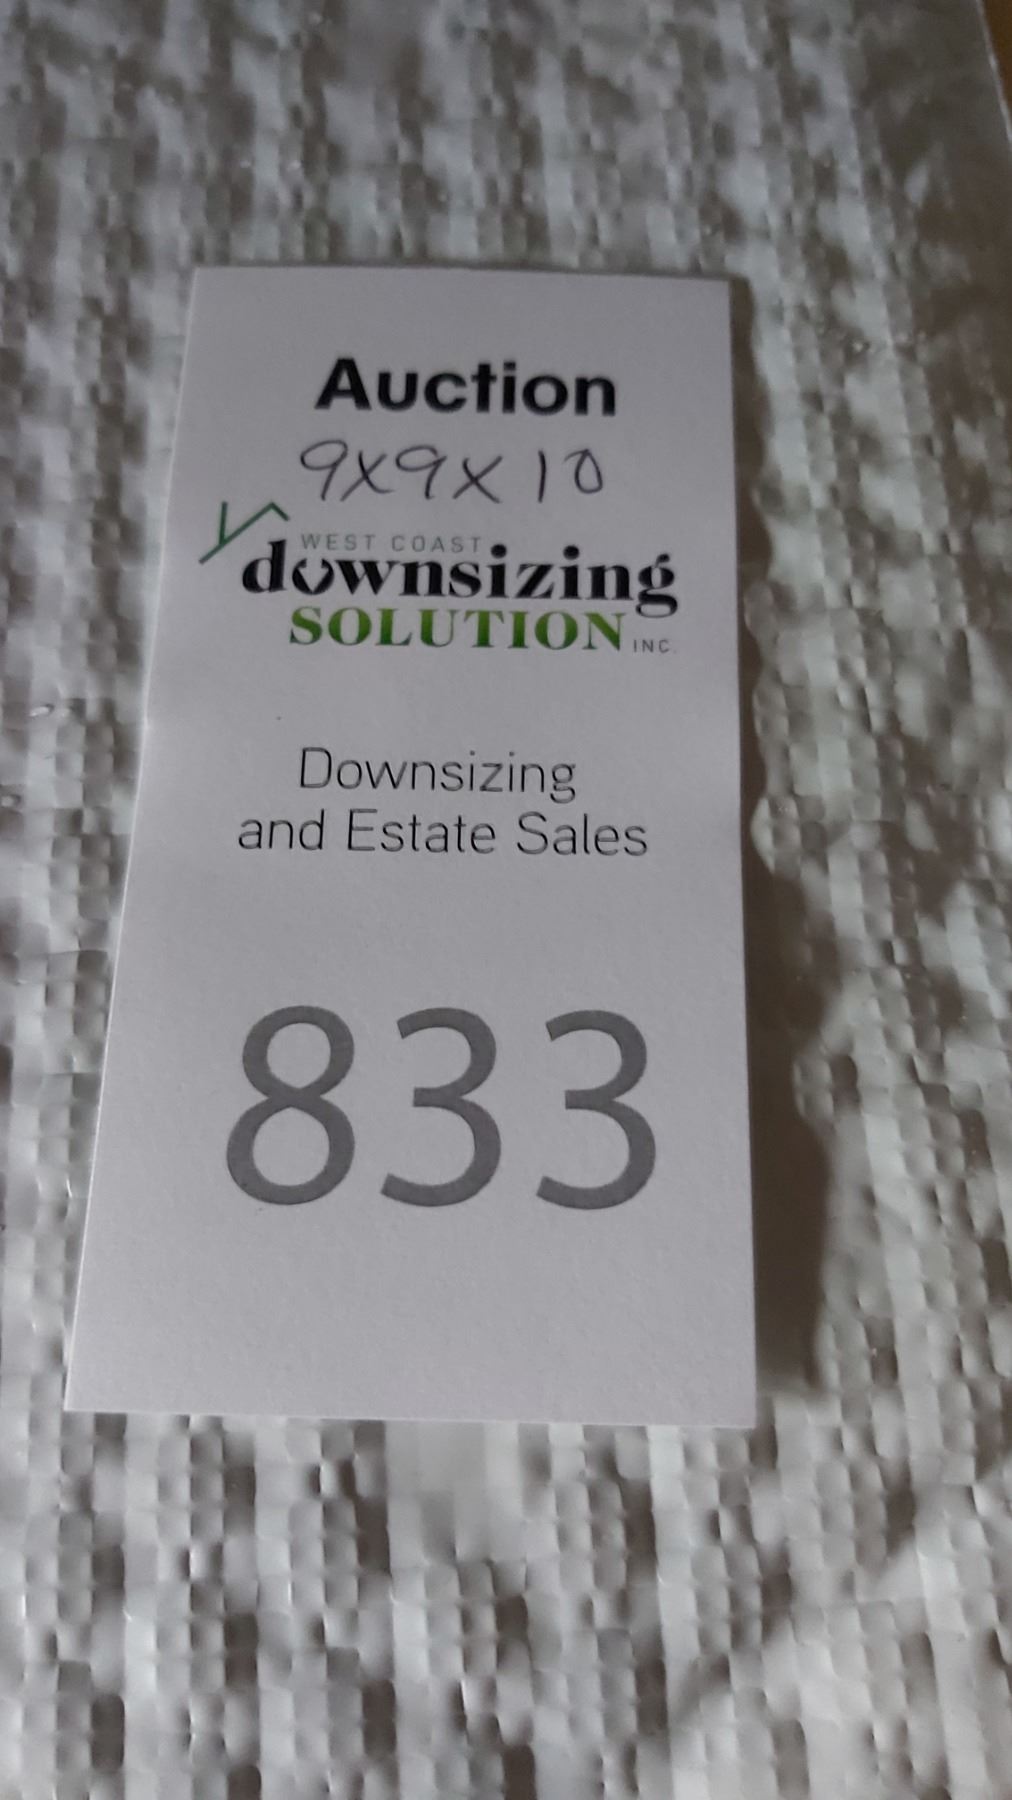 Auction
9x9x10
WEST COAST
downsizing
SOLUTION INC.
Downsizing
and Estate Sales
833